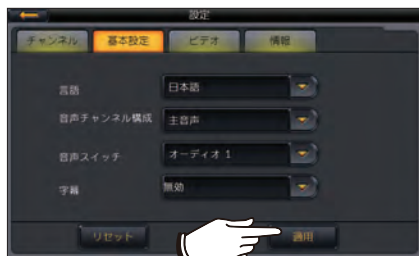 設定
チャンネル 基本設定 ビデオ 情報
言語 日本語
音声チャンネル構成 主音声
音声スイッチ オーディオ 1
字幕 無効
リセット 適用